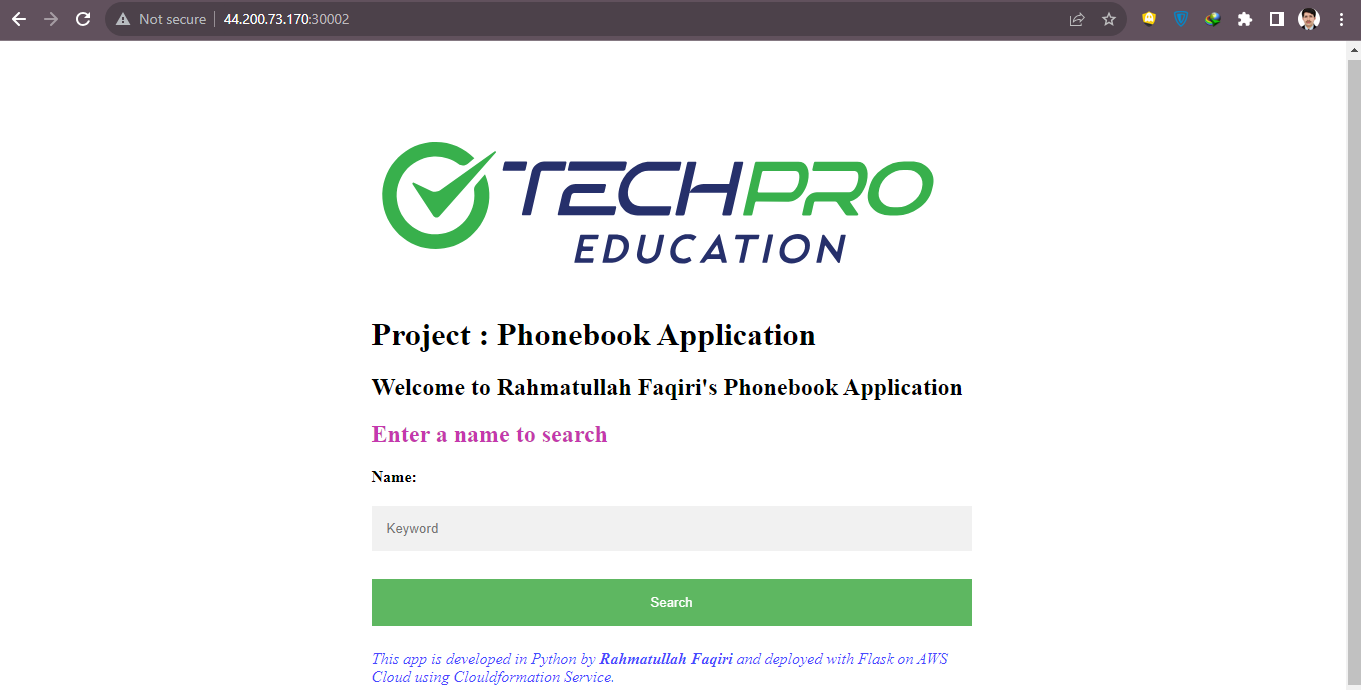 Not secure
44.200.73.170:30002
TECHPRO
EDUCATION
Project : Phonebook Application
Welcome to Rahmatullah Faqiri's Phonebook Application
Enter a name to search
Name:
Keyword
Search
This app is developed in Python by Rahmatullah Faqiri and deployed with Flask on AWS
Cloud using Clouldformation Service.